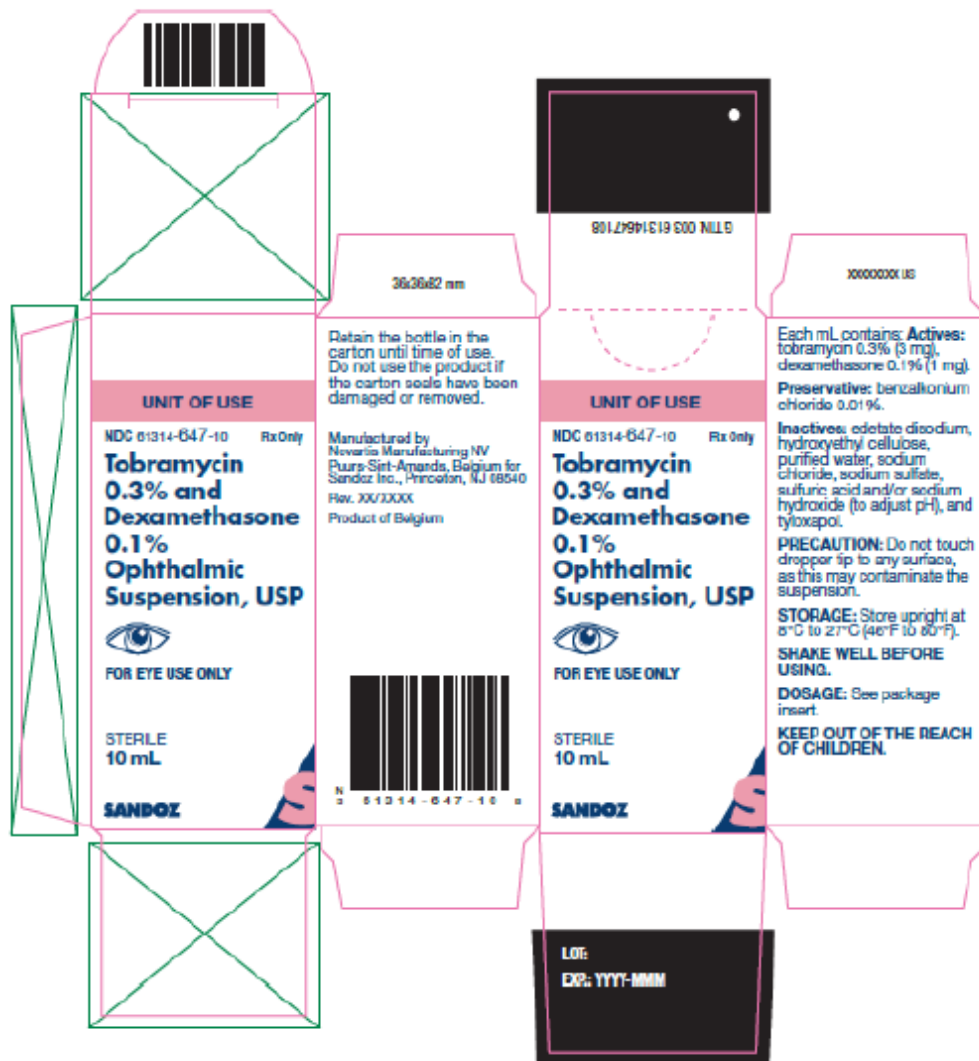 36x36x82 mm
GTIN: 003 61314647108
XXXXXXXX US
UNIT OF USE
NDC 61314-647-10 Rx Only
Tobramycin
0.3% and
Dexamethasone
0.1%
Ophthalmic
Suspension, USP
FOR EYE USE ONLY
STERILE
10 mL
SANDOZ
S
Retain the bottle in the
carton until time of use.
Do not use the product if
the carton seals have been
damaged or removed.
Manufactured by
Novartis Manufacturing NV
Puurs-Sint-Amands, Belgium for
Sandoz Inc., Princeton, NJ 08540
Rev. XX/XXXX
Product of Belgium
N
3 61314-647-10 8
UNIT OF USE
NDC 61314-647-10 Rx Only
Tobramycin
0.3% and
Dexamethasone
0.1%
Ophthalmic
Suspension, USP
FOR EYE USE ONLY
STERILE
10 mL
SANDOZ
S
Each mL contains: Actives:
tobramycin 0.3% (3 mg),
dexamethasone 0.1% (1 mg).
Preservative: benzalkonium
chloride 0.01%.
Inactives: edetate disodium,
hydroxyethyl cellulose,
purified water, sodium
chloride, sodium sulfate,
sulfuric acid and/or sodium
hydroxide (to adjust pH), and
tyloxapol.
PRECAUTION: Do not touch
dropper tip to any surface,
as this may contaminate the
suspension.
STORAGE: Store upright at
8°C to 27°C (46°F to 80°F).
SHAKE WELL BEFORE
USING.
DOSAGE: See package
insert.
KEEP OUT OF THE REACH
OF CHILDREN.
LOT:
EXP.: YYYY-MMM